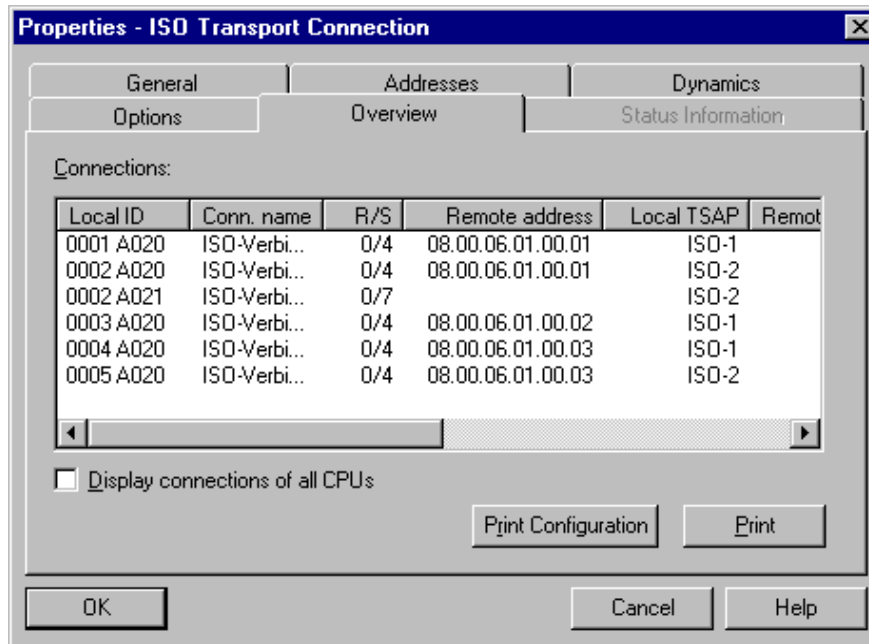 Properties - ISO Transport Connection
General Addresses Dynamics
Options Overview Status Information
Connections:
Local ID Conn. name R/S Remote address Local TSAP Remot
0001 A020 ISO-Verbi... 0/4 08.00.06.01.00.01 ISO-1
0002 A020 ISO-Verbi... 0/4 08.00.06.01.00.01 ISO-2
0002 A021 ISO-Verbi... 0/7 ISO-2
0003 A020 ISO-Verbi... 0/4 08.00.06.01.00.02 ISO-1
0004 A020 ISO-Verbi... 0/4 08.00.06.01.00.03 ISO-1
0005 A020 ISO-Verbi... 0/4 08.00.06.01.00.03 ISO-2
Display connections of all CPUs
Print Configuration Print
OK Cancel Help